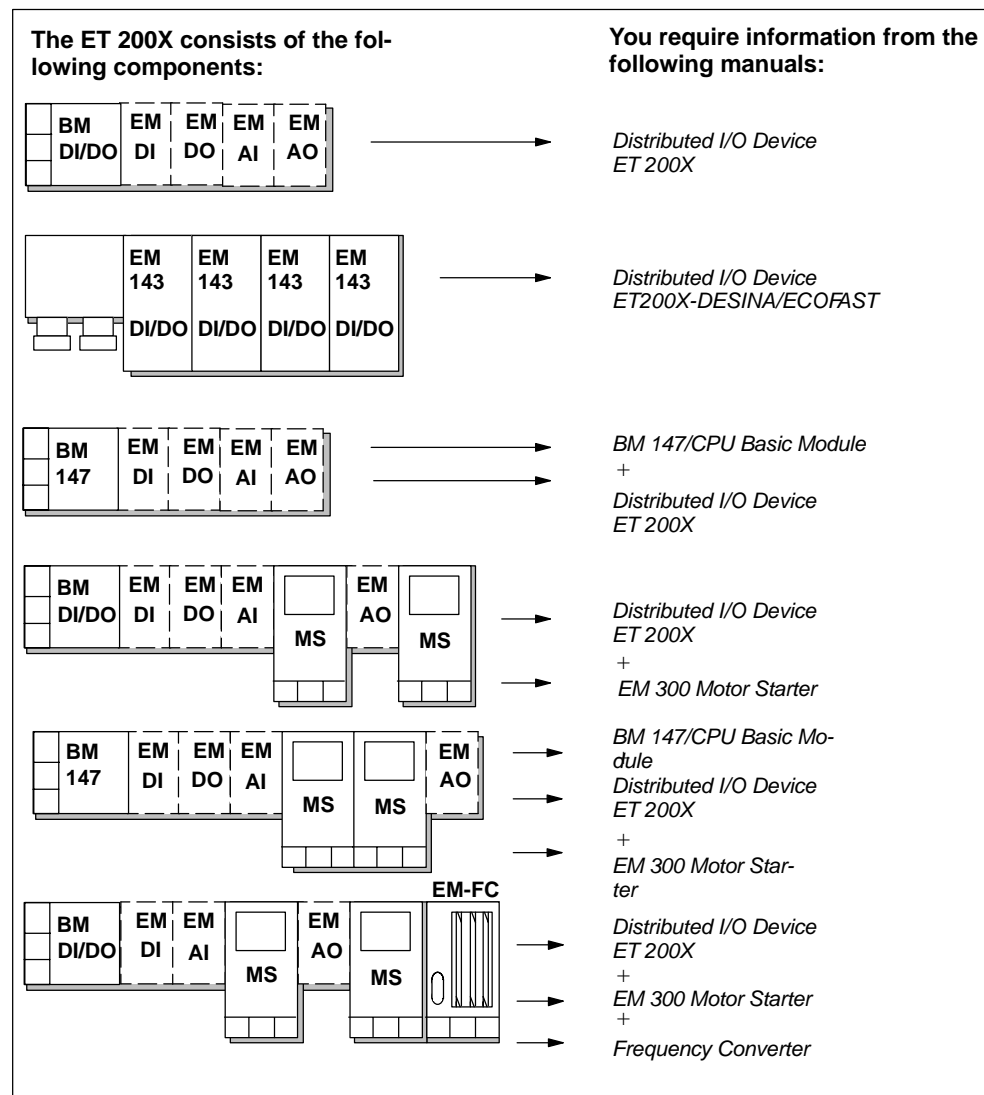 The ET 200X consists of the fol-
lowing components:
You require information from the
following manuals:
BM
DI/DO
EM
DI
EM
DO
EM
AI
EM
AO
Distributed I/O Device
ET 200X
EM
143
DI/DO
EM
143
DI/DO
EM
143
DI/DO
EM
143
DI/DO
Distributed I/O Device
ET200X-DESINA/ECOFAST
BM
147
EM
DI
EM
DO
EM
AI
EM
AO
BM 147/CPU Basic Module
+
Distributed I/O Device
ET 200X
BM
DI/DO
EM
DI
EM
DO
EM
AI
MS
EM
AO
MS
Distributed I/O Device
ET 200X
+
EM 300 Motor Starter
BM
147
EM
DI
EM
DO
EM
AI
MS
MS
EM
AO
BM 147/CPU Basic Mo-
dule
Distributed I/O Device
ET 200X
+
EM 300 Motor Star-
ter
EM-FC
BM
DI/DO
EM
DI
EM
AI
MS
EM
AO
MS
Distributed I/O Device
ET 200X
+
EM 300 Motor Starter
+
Frequency Converter